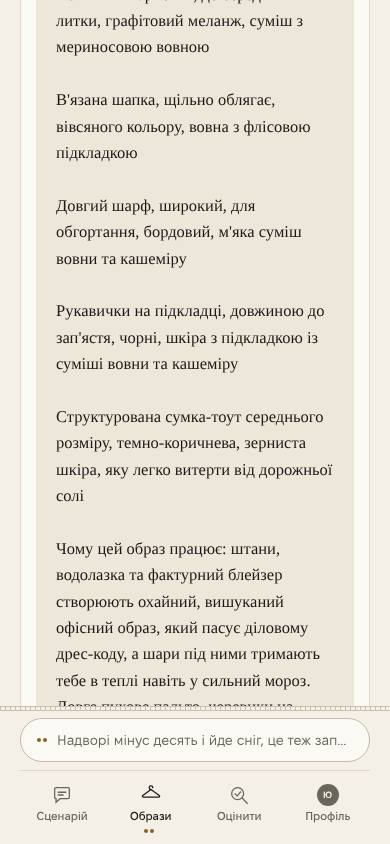 литки, графітовий меланж, суміш з
мериносовою вовною
В'язана шапка, щільно облягає,
вівсяного кольору, вовна з флісовою
підкладкою
Довгий шарф, широкий, для
обгортання, бордовий, м'яка суміш
вовни та кашеміру
Рукавички на підкладці, довжиною до
зап'ястя, чорні, шкіра з підкладкою із
суміші вовни та кашеміру
Структурована сумка-тоут середнього
розміру, темно-коричнева, зерниста
шкіра, яку легко витерти від дорожньої
солі
Чому цей образ працює: штани,
водолазка та фактурний блейзер
створюють охайний, вишуканий
офісний образ, який пасує діловому
дрес-коду, а шари під ними тримають
тебе в теплі навіть у сильний мороз.
Надворі мінус десять і йде сніг, це теж зап...
Сценарій
Образи
Оцінити
Ю
Профіль